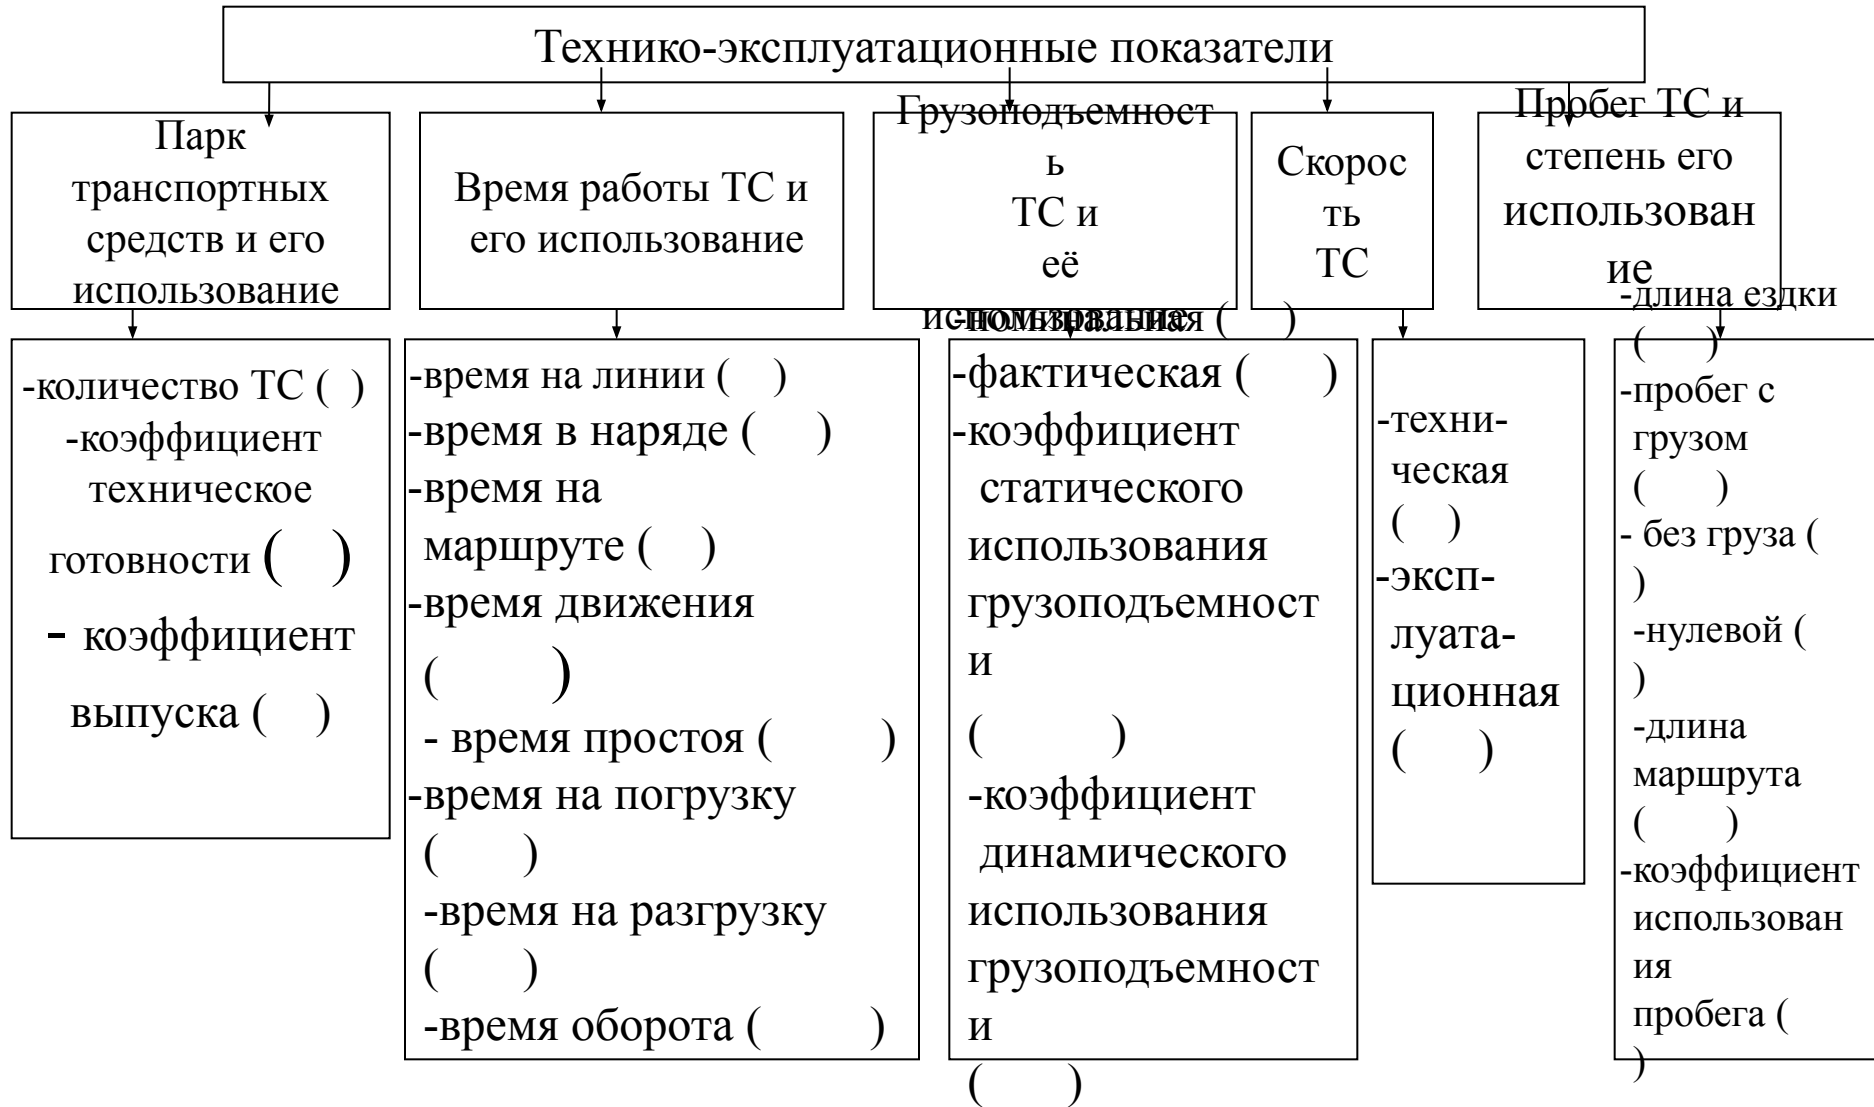 Технико-эксплуатационные показатели
Парк
транспортных
средств и его
использование
Время работы ТС и
его использование
Грузоподъемност
ь
ТС и
её
использование
Скорос
ть
ТС
Пробег ТС и
степень его
использован
ие
-количество ТС ( )
-коэффициент
техническое
готовности ( )
- коэффициент
выпуска ( )
-время на линии ( )
-время в наряде ( )
-время на
маршруте ( )
-время движения
( )
- время простоя ( )
-время на погрузку
( )
-время на разгрузку
( )
-время оборота ( )
-номинальная ( )
-фактическая ( )
-коэффициент
статического
использования
грузоподъемност
и
( )
-коэффициент
динамического
использования
грузоподъемност
и
( )
-техни-
ческая
( )
-эксп-
луата-
ционная
( )
-длина ездки
( )
-пробег с
грузом
( )
- без груза (
)
-нулевой (
)
-длина
маршрута
( )
-коэффициент
использован
ия
пробега (
)